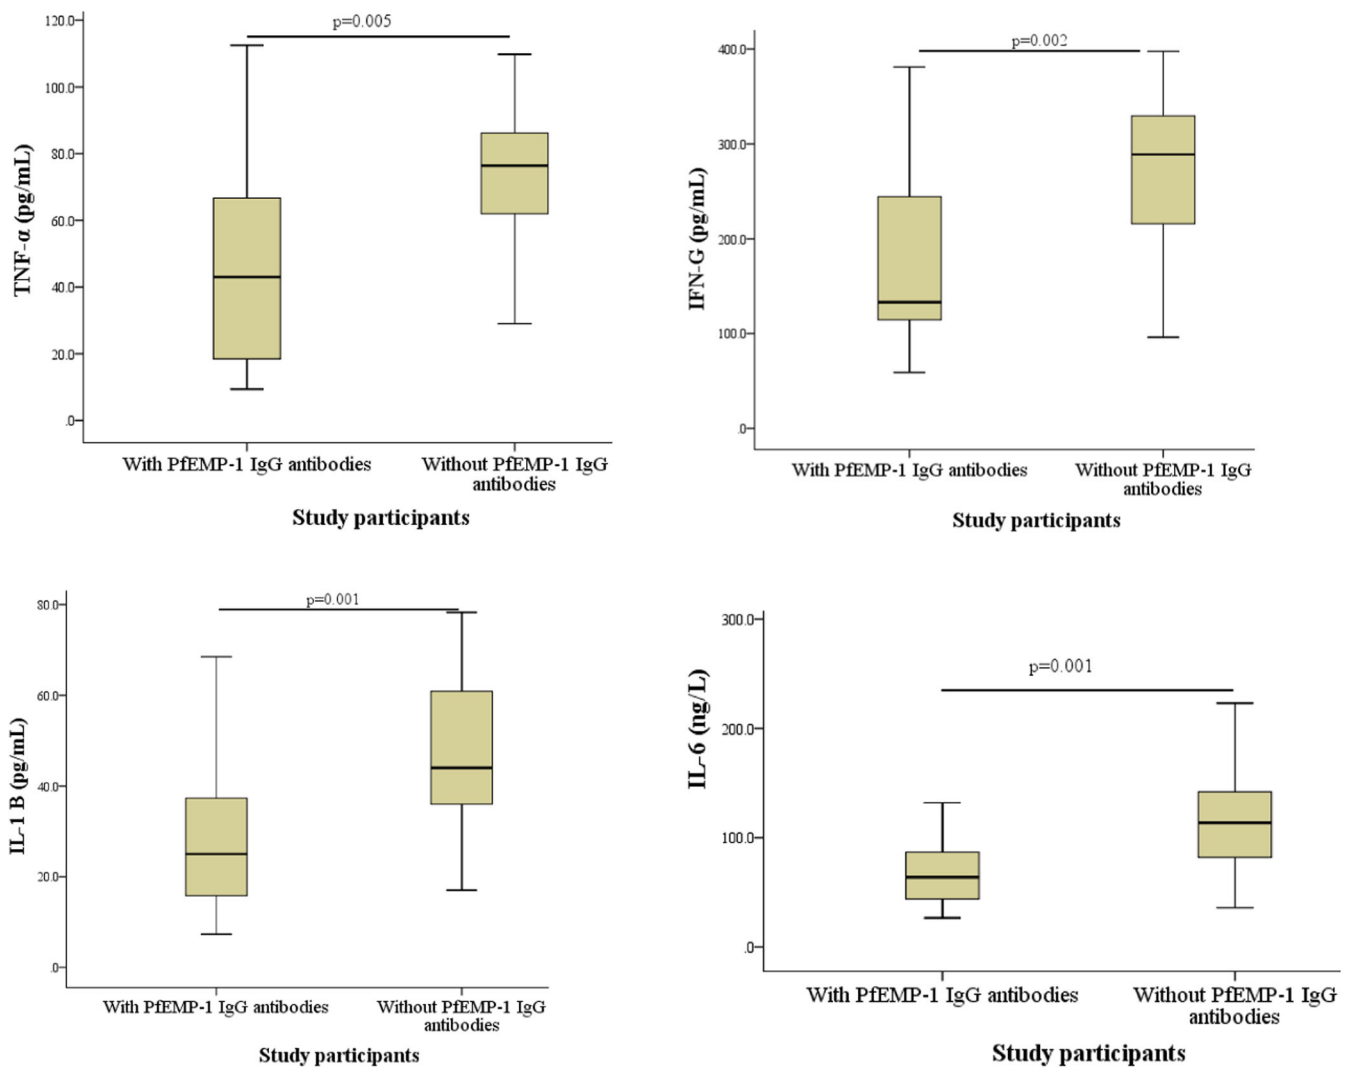 p=0.005
120.0
100.0
80.0
60.0
40.0
20.0
.0
TNF-α (pg/mL)
With PfEMP-1 IgG antibodies
Without PfEMP-1 IgG
antibodies
Study participants
p=0.002
400.0
300.0
200.0
100.0
.0
IFN-G (pg/mL)
With PfEMP-1 IgG antibodies
Without PfEMP-1 IgG
antibodies
Study participants
p=0.001
80.0
60.0
40.0
20.0
.0
IL-1 B (pg/mL)
With PfEMP-1 IgG antibodies
Without PfEMP-1 IgG
antibodies
Study participants
p=0.001
300.0
200.0
100.0
.0
IL-6 (ng/L)
With PfEMP-1 IgG antibodies
Without PfEMP-1 IgG
antibodies
Study participants